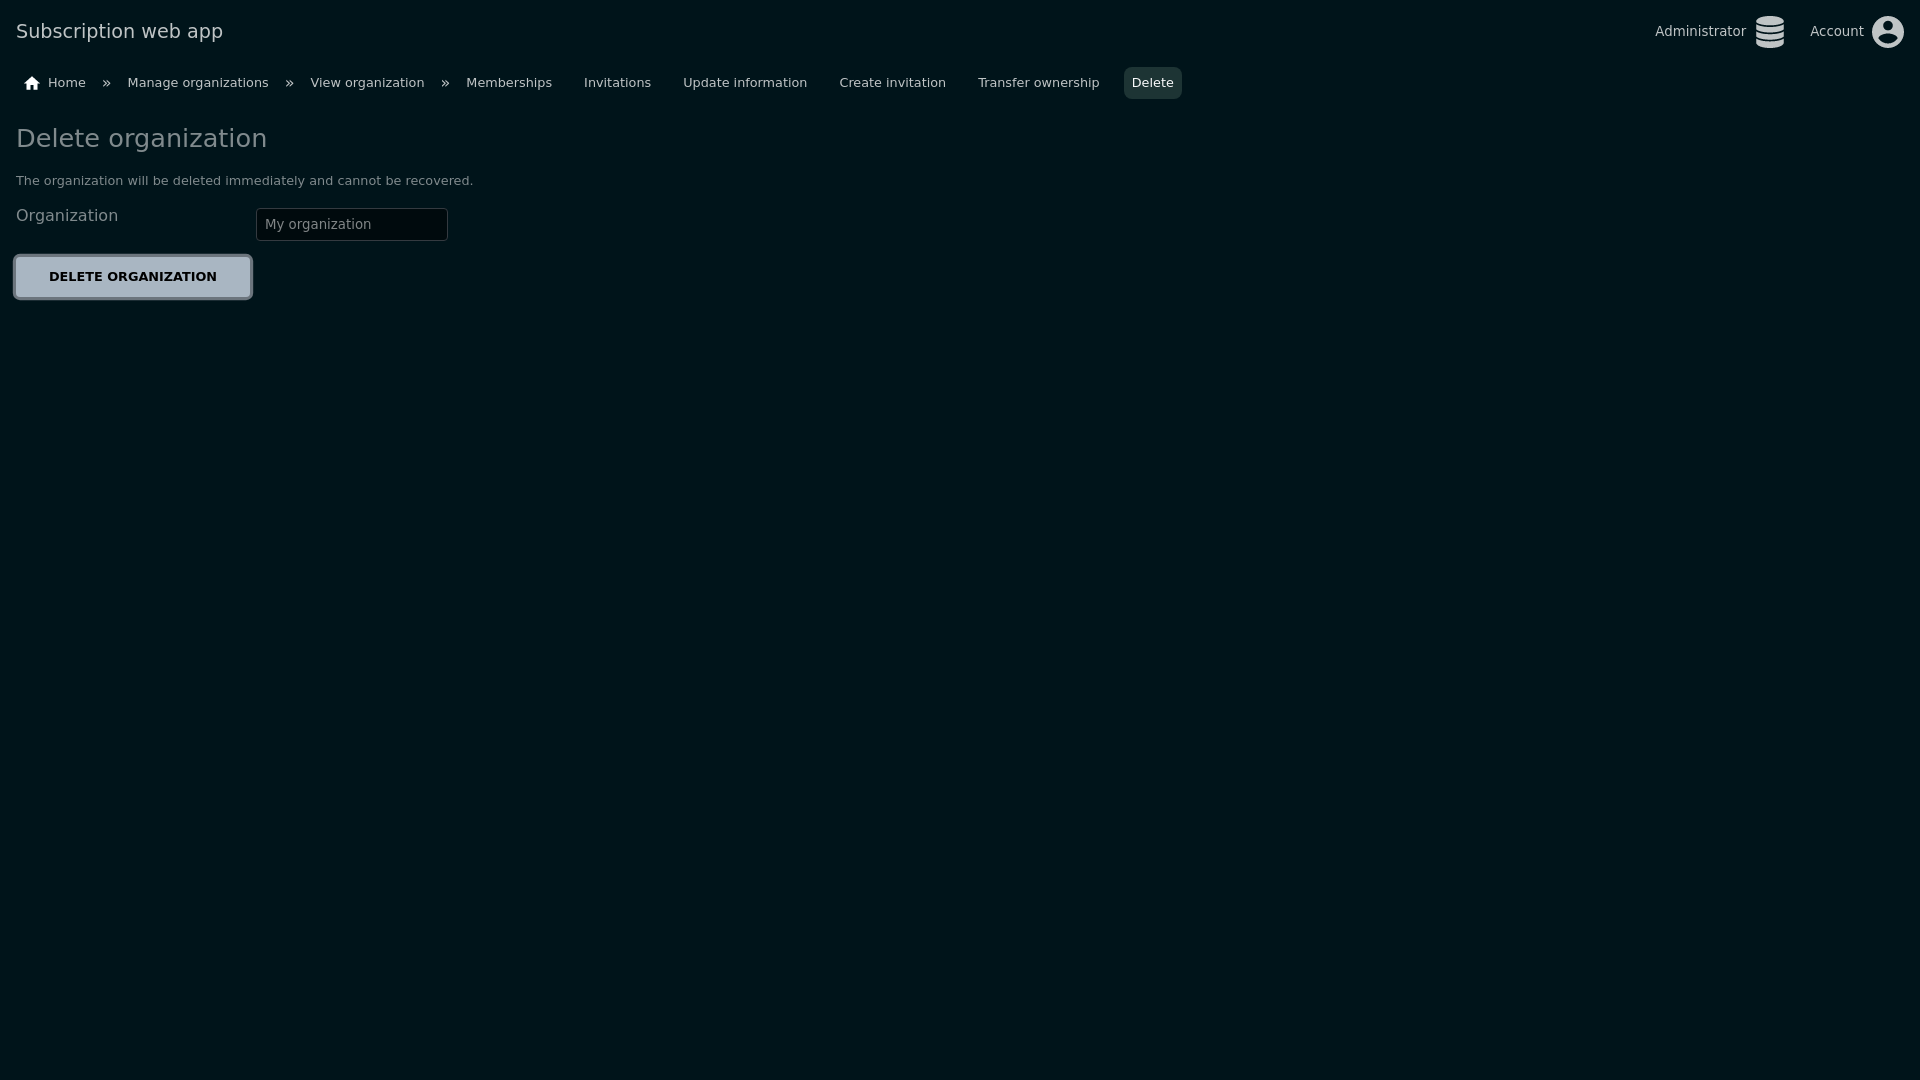 Subscription web app
Administrator
Account
Home » Manage organizations » View organization » Memberships Invitations Update information Create invitation Transfer ownership Delete
Delete organization
The organization will be deleted immediately and cannot be recovered.
Organization
My organization
DELETE ORGANIZATION